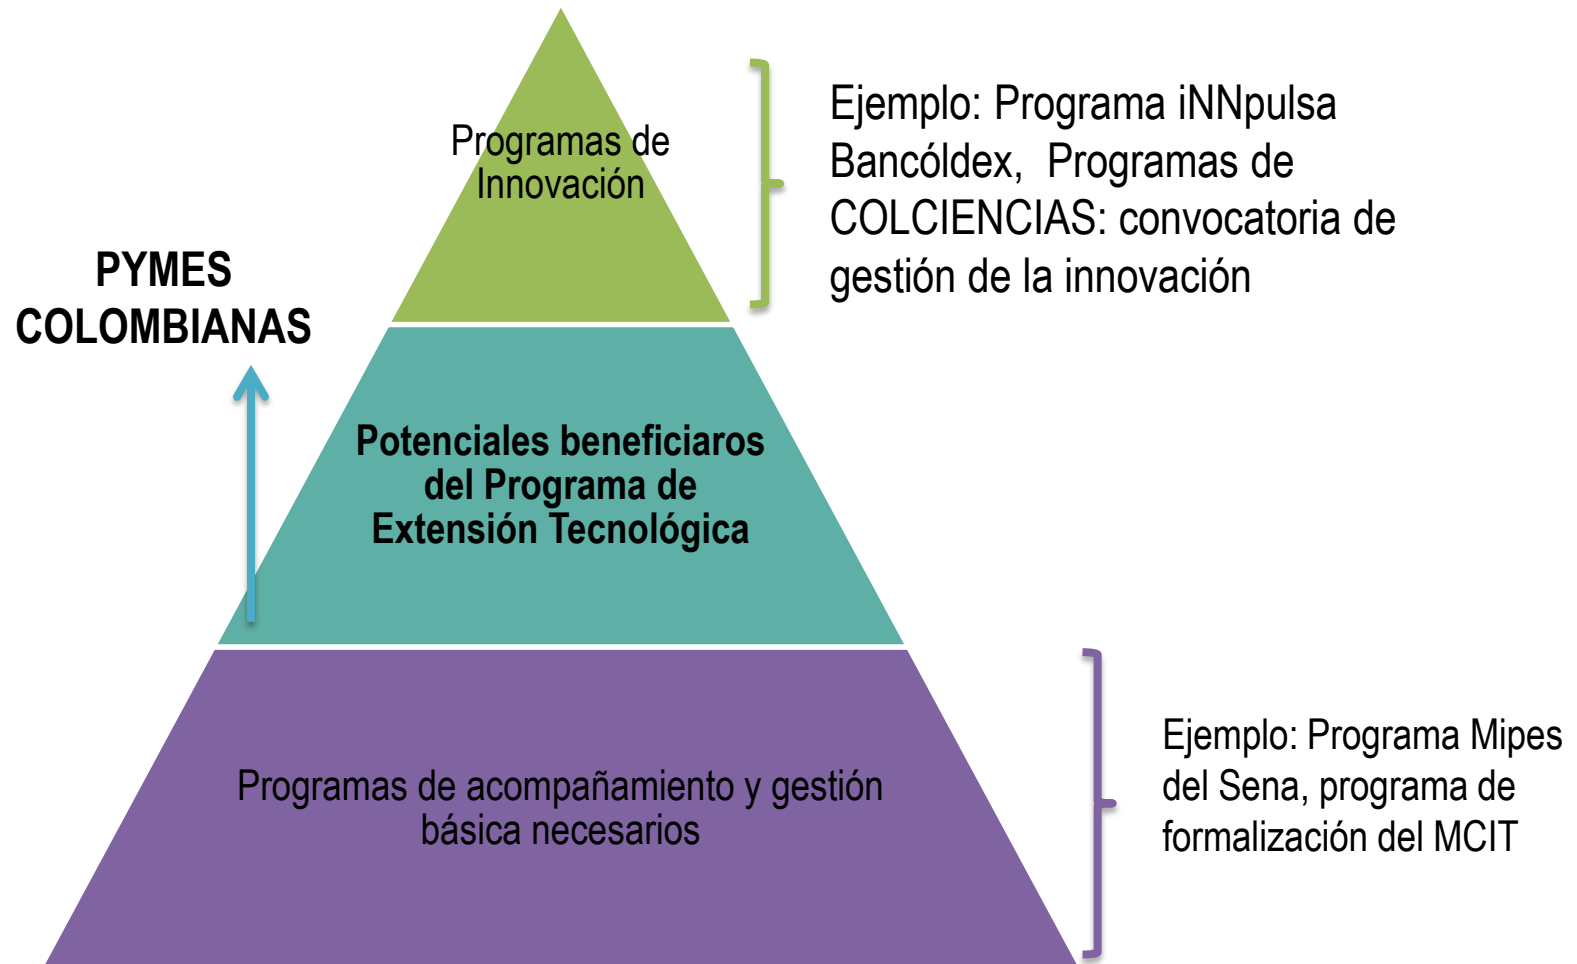 Programas de
Innovación
Ejemplo: Programa iNNpulsa
Bancóldex, Programas de
COLCIENCIAS: convocatoria de
gestión de la innovación
PYMES
COLOMBIANAS
Potenciales beneficiaros
del Programa de
Extensión Tecnológica
Programas de acompañamiento y gestión
básica necesarios
Ejemplo: Programa Mipes
del Sena, programa de
formalización del MCIT